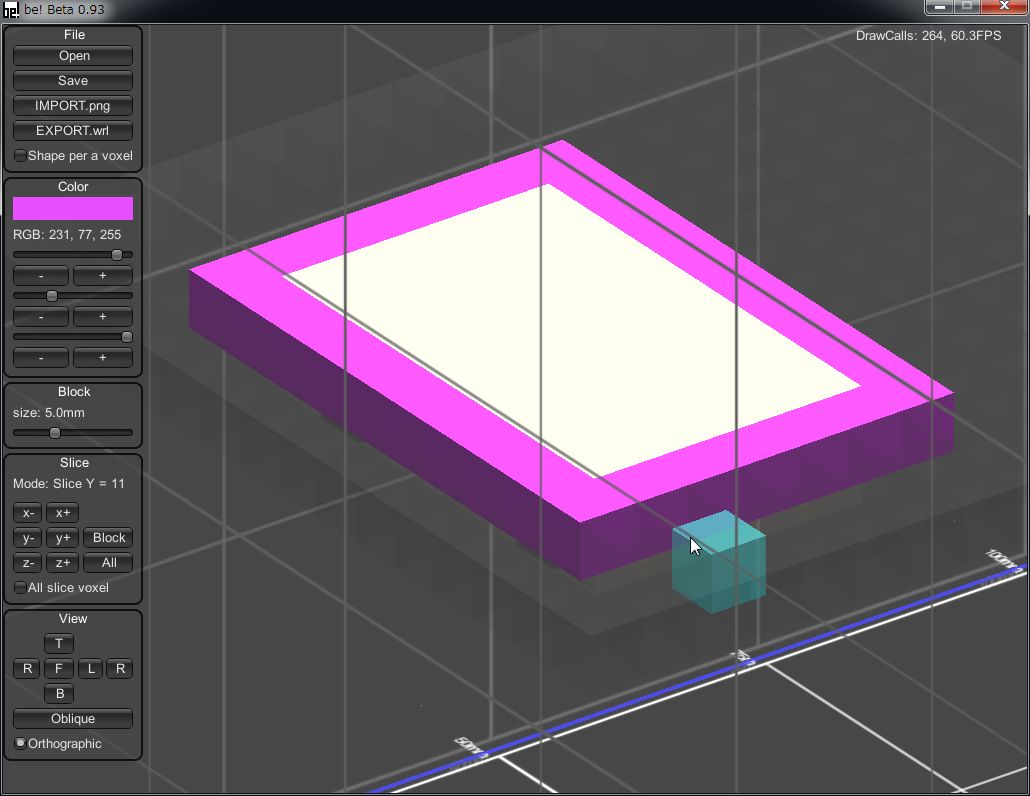 be! be! Beta 0.93
DrawCalls: 264, 60.3FPS
File
Open
Save
IMPORT.png
EXPORT.wrl
Shape per a voxel
Color
RGB: 231, 77, 255
- +
- +
- +
Block
size: 5.0mm
Slice
Mode: Slice Y = 11
x- x+
y- y+ Block
z- z+ All
All slice voxel
View
T
R F L R
B
Oblique
Orthographic
100mm
50mm